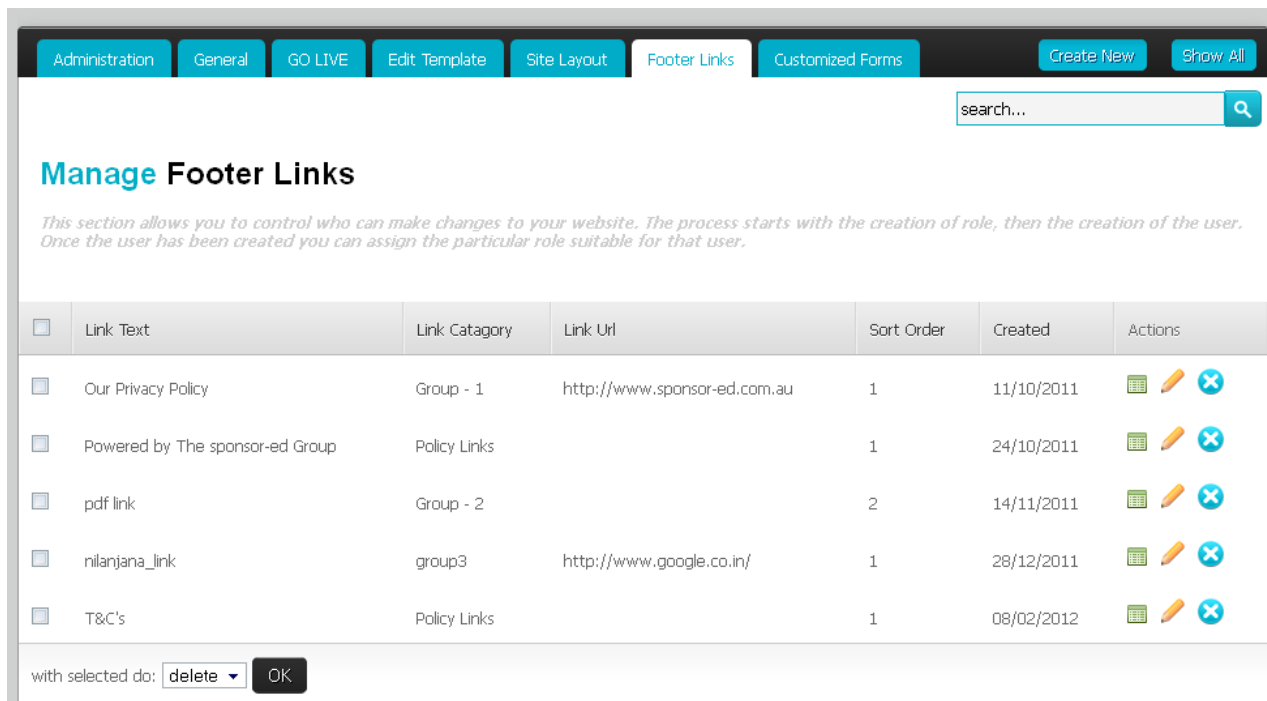 Administration General GO LIVE Edit Template Site Layout Footer Links Customized Forms Create New Show All
search...
Manage Footer Links
This section allows you to control who can make changes to your website. The process starts with the creation of role, then the creation of the user.
Once the user has been created you can assign the particular role suitable for that user.
Link Text Link Catagory Link Url Sort Order Created Actions
Our Privacy Policy Group - 1 http://www.sponsor-ed.com.au 1 11/10/2011
Powered by The sponsor-ed Group Policy Links 1 24/10/2011
pdf link Group - 2 2 14/11/2011
nilanjana_link group3 http://www.google.co.in/ 1 28/12/2011
T&C's Policy Links 1 08/02/2012
with selected do: delete OK